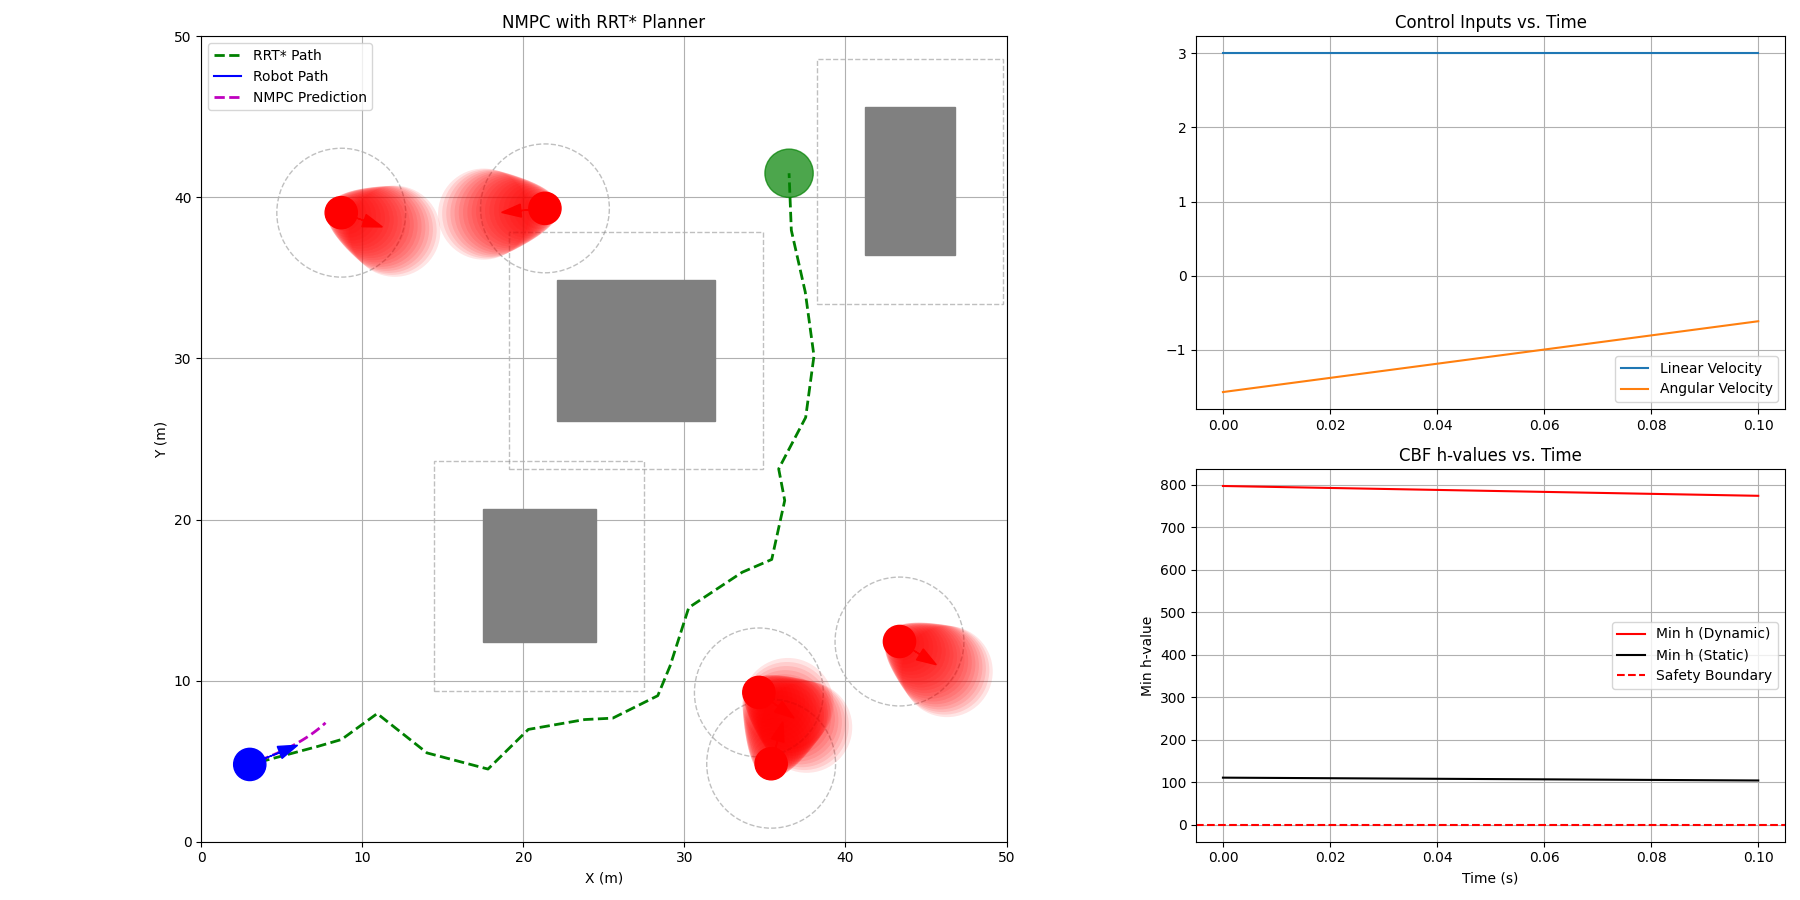 NMPC with RRT* Planner
50
40
30
20
10
0
Y (m)
RRT* Path
Robot Path
NMPC Prediction
0 10 20 30 40 50
X (m)
Control Inputs vs. Time
3
2
1
0
−1
Linear Velocity
Angular Velocity
0.00 0.02 0.04 0.06 0.08 0.10
CBF h-values vs. Time
800
700
600
500
400
300
200
100
0
Min h-value
Min h (Dynamic)
Min h (Static)
Safety Boundary
0.00 0.02 0.04 0.06 0.08 0.10
Time (s)